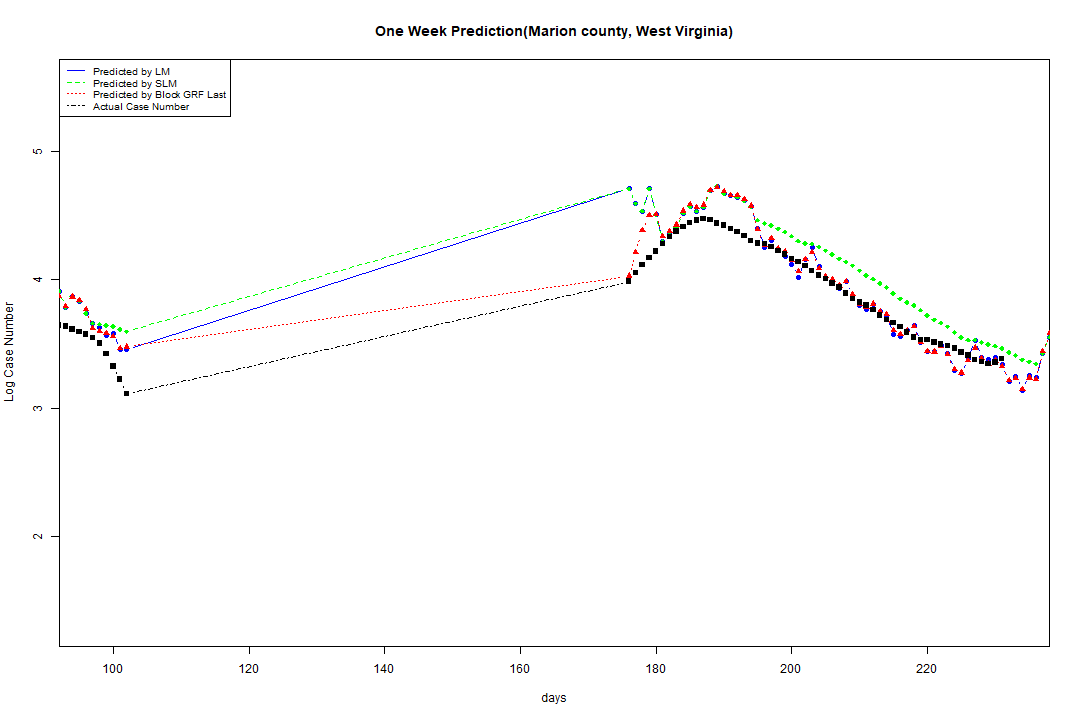 One Week Prediction(Marion county, West Virginia)
Predicted by LM
Predicted by SLM
Predicted by Block GRF Last
Actual Case Number
5
4
3
2
Log Case Number
100 120 140 160 180 200 220
days